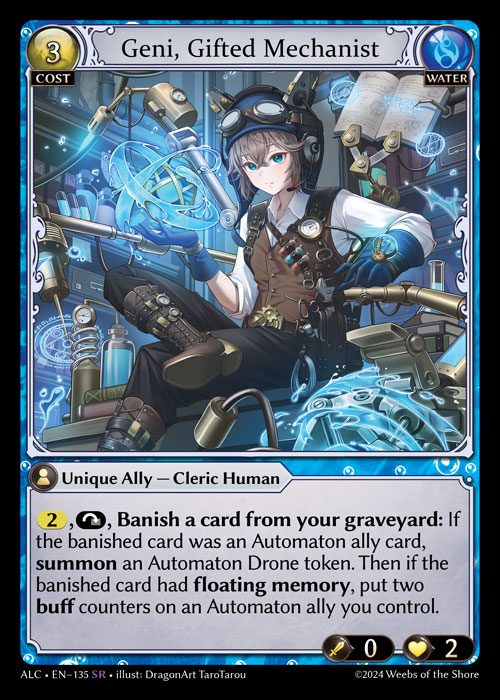 3
Geni, Gifted Mechanist
COST
WATER
Unique Ally — Cleric Human
2 , , Banish a card from your graveyard: If
the banished card was an Automaton ally card,
summon an Automaton Drone token. Then if the
banished card had floating memory, put two
buff counters on an Automaton ally you control.
0
2
ALC • EN–135 SR • illust: DragonArt TaroTarou
©2024 Weebs of the Shore